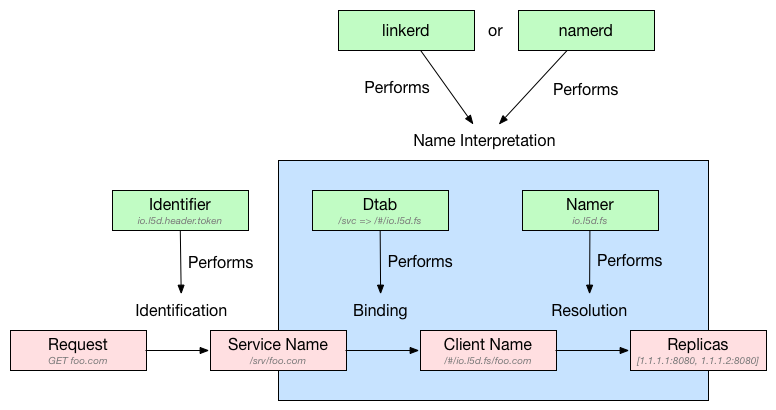 linkerd or namerd
Performs Performs
Name Interpretation
Identifier
io.l5d.header.token
Dtab
/svc => /#/io.l5d.fs
Namer
io.l5d.fs
Performs Performs Performs
Identification Binding Resolution
Request
GET foo.com
Service Name
/srv/foo.com
Client Name
/#/io.l5d.fs/foo.com
Replicas
[1.1.1.1:8080, 1.1.1.2:8080]